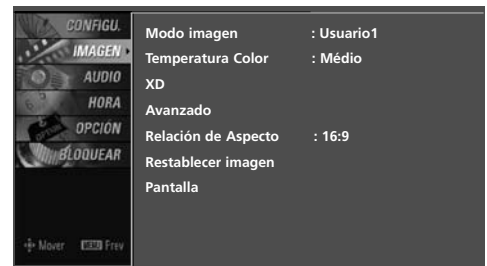 CONFIGU.
IMAGEN
AUDIO
HORA
OPCIÓN
BLOQUEAR
Mover MENU Prev
Modo imagen : Usuario1
Temperatura Color : Médio
XD
Avanzado
Relación de Aspecto : 16:9
Restablecer imagen
Pantalla